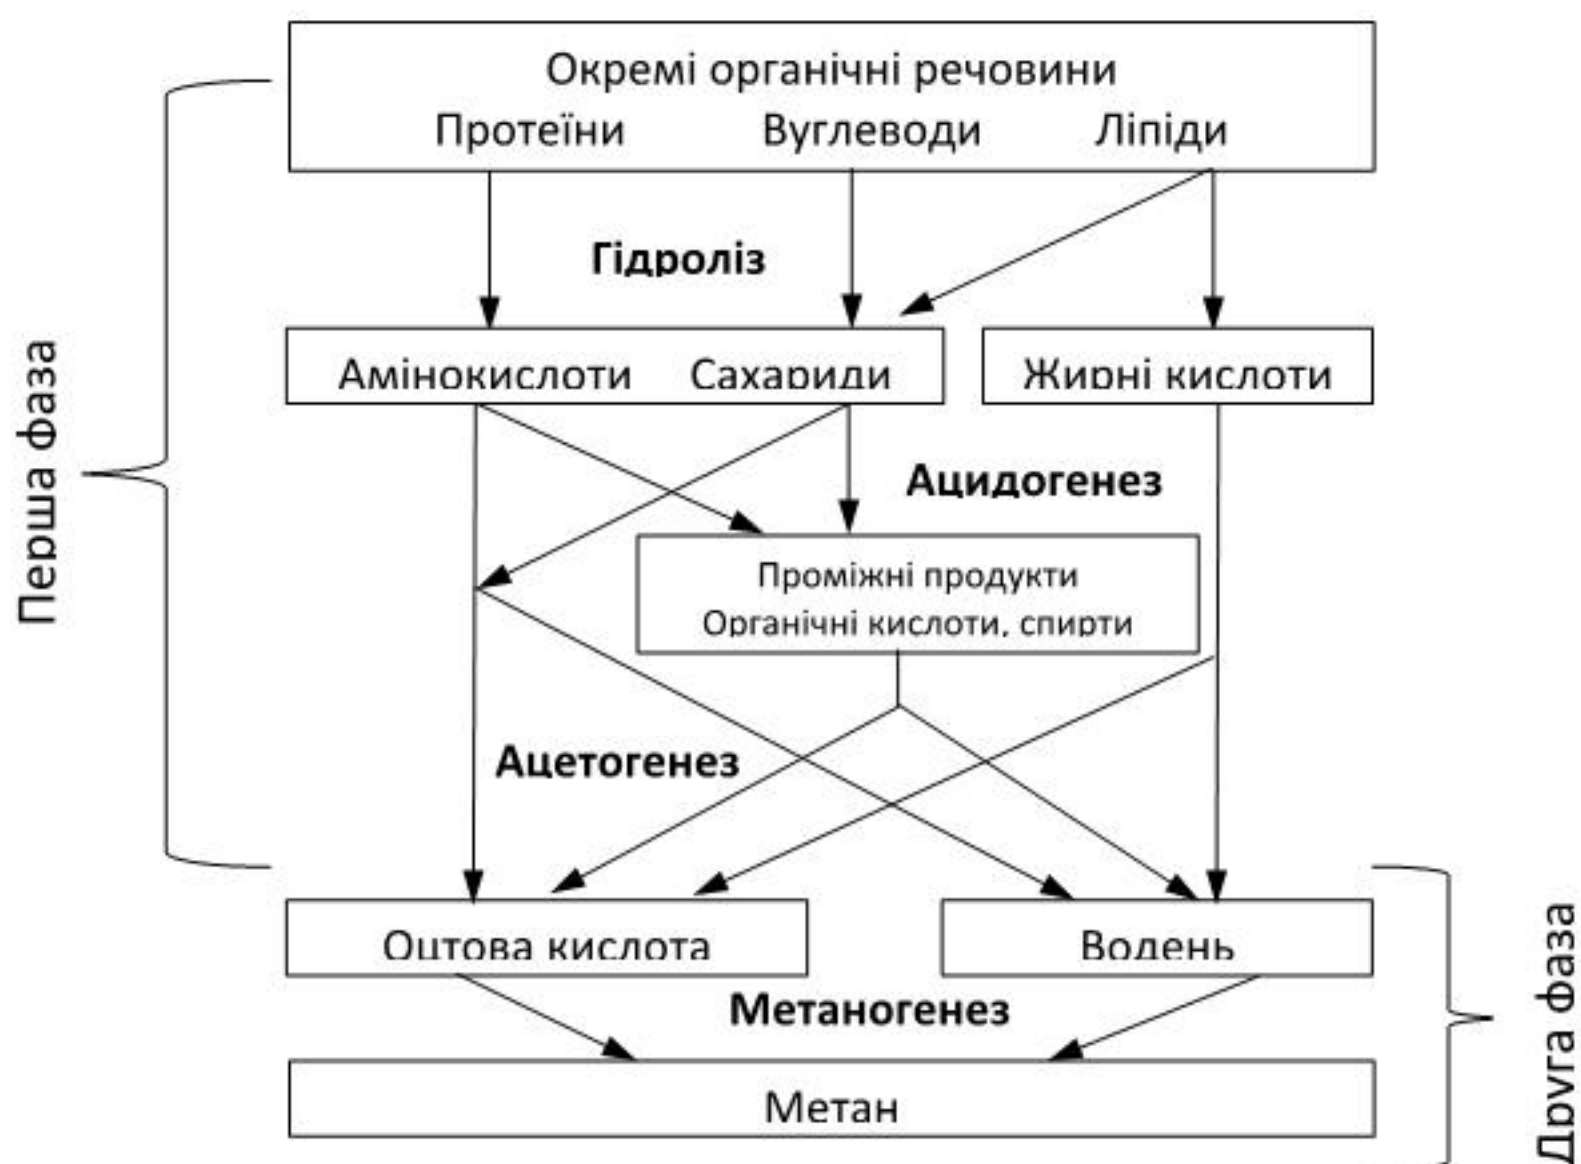 Окремі органічні речовини
Протеїни Вуглеводи Ліпіди
Гідроліз
Амінокислоти Сахариди Жирні кислоти
Перша фаза
Ацидогенез
Проміжні продукти
Органічні кислоти, спирти
Ацетогенез
Оцтова кислота Водень
Метаногенез
Друга фаза
Метан